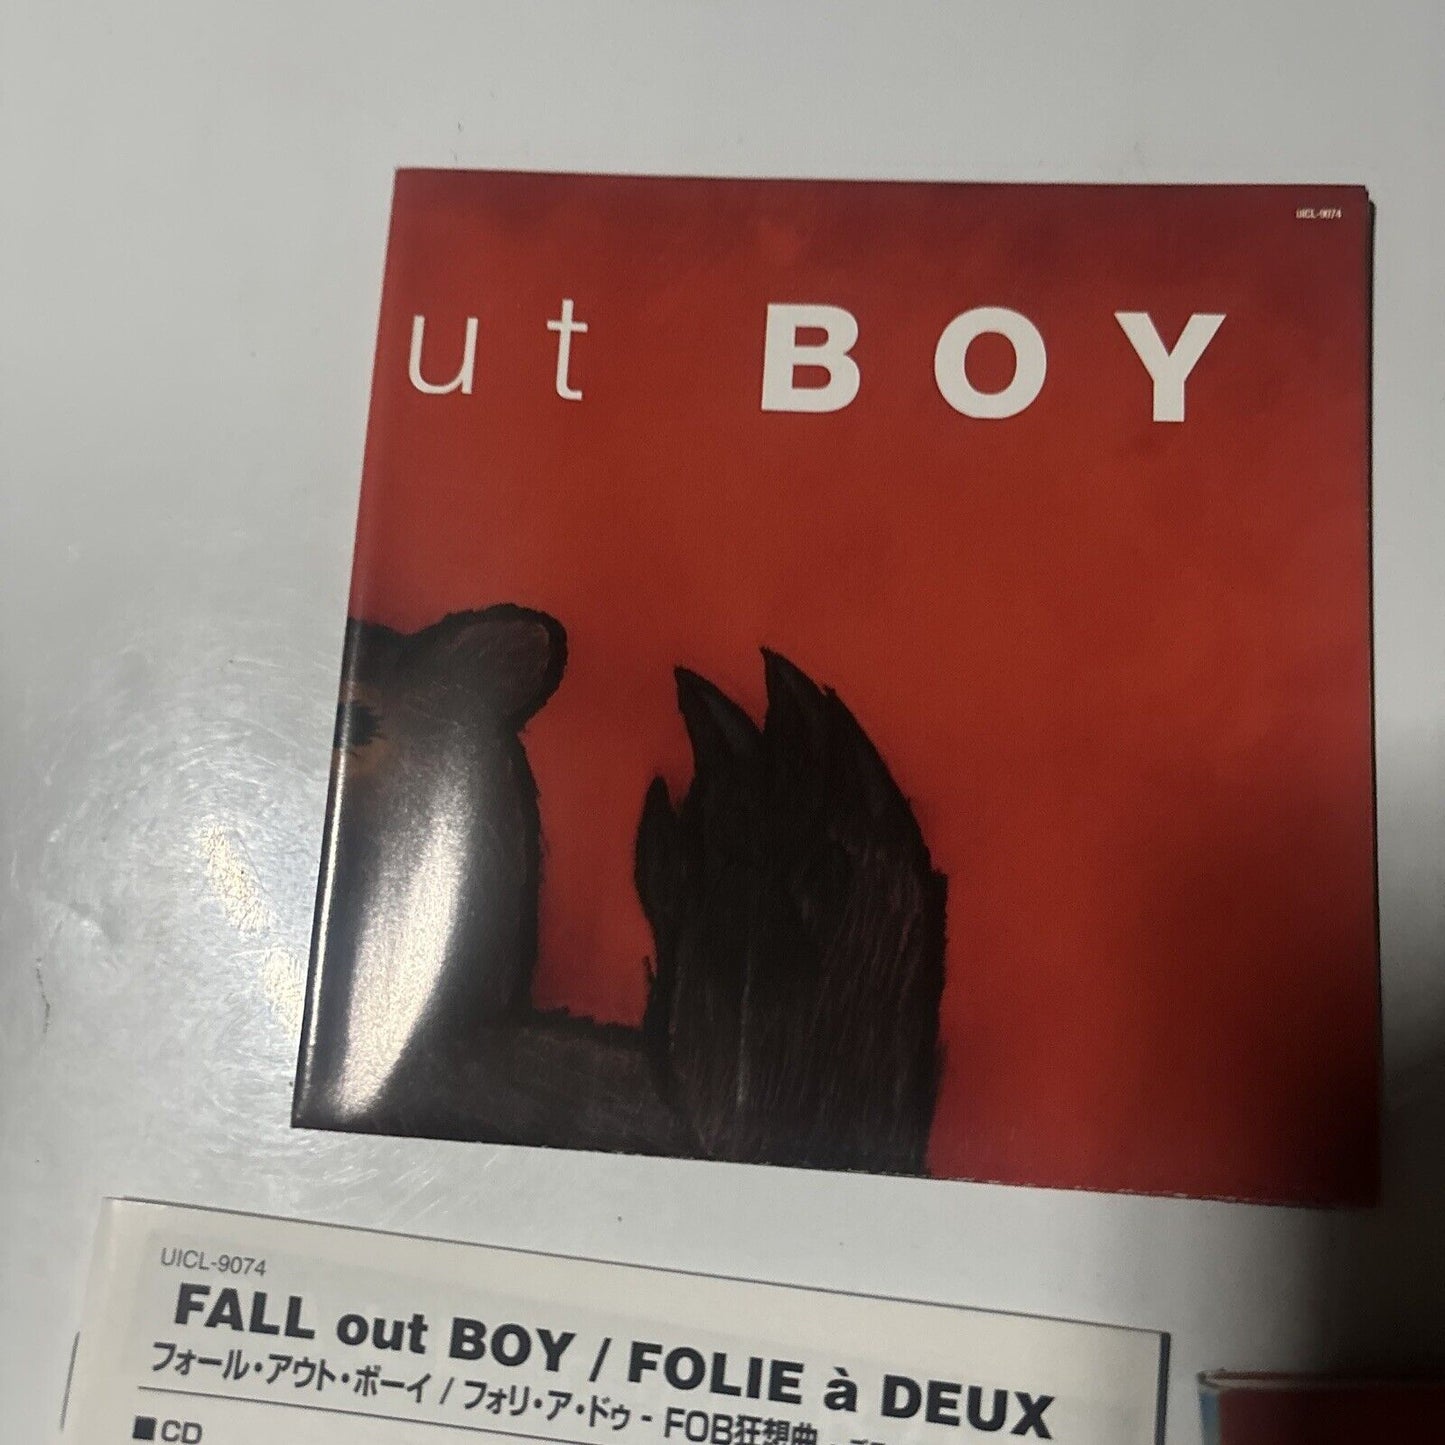 UICL-9074
ut BOY
UICL-9074
FALL out BOY / FOLIE à DEUX
フォール・アウト・ボーイ / フォリ・ア・ドゥ - FOB狂想曲 -
■CD